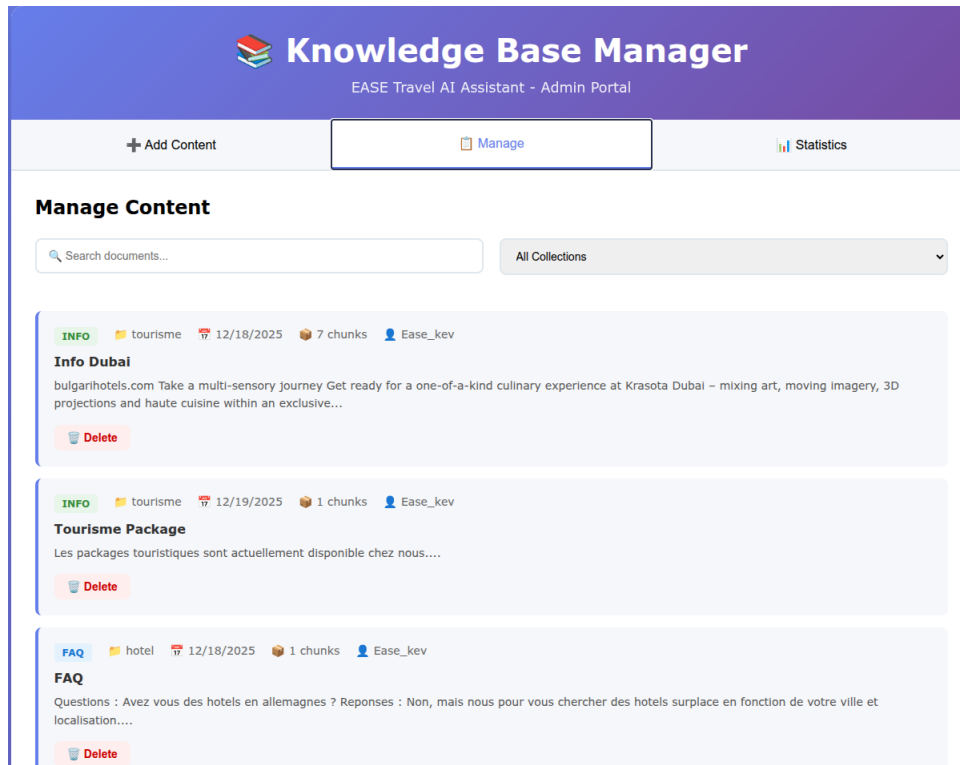 📚 Knowledge Base Manager
EASE Travel AI Assistant - Admin Portal
➕ Add Content
📋 Manage
📊 Statistics
Manage Content
🔍 Search documents...
All Collections
INFO 📁 tourisme 📅 12/18/2025 📦 7 chunks 👤 Ease_kev
Info Dubai
bulgarihotels.com Take a multi-sensory journey Get ready for a one-of-a-kind culinary experience at Krasota Dubai – mixing art, moving imagery, 3D
projections and haute cuisine within an exclusive...
🗑️ Delete
INFO 📁 tourisme 📅 12/19/2025 📦 1 chunks 👤 Ease_kev
Tourisme Package
Les packages touristiques sont actuellement disponible chez nous....
🗑️ Delete
FAQ 📁 hotel 📅 12/18/2025 📦 1 chunks 👤 Ease_kev
FAQ
Questions : Avez vous des hotels en allemagnes ? Reponses : Non, mais nous pour vous chercher des hotels surplace en fonction de votre ville et
localisation....
🗑️ Delete